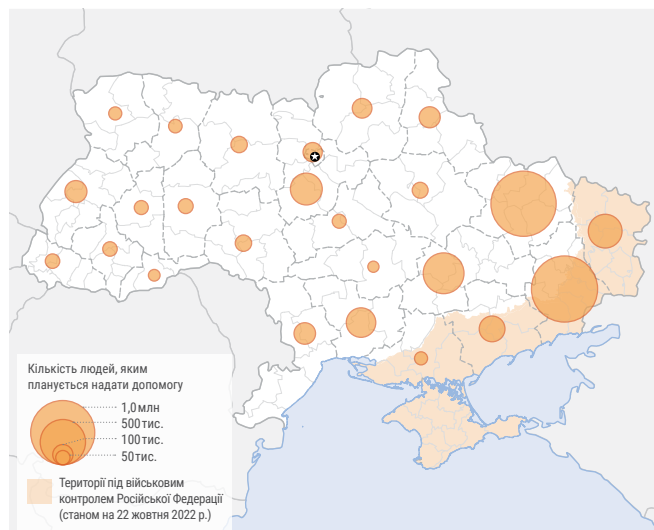 Кількість людей, яким
планується надати допомогу
1,0 млн
500 тис.
100 тис.
50 тис.
Території під військовим
контролем Російської Федерації
(станом на 22 жовтня 2022 р.)